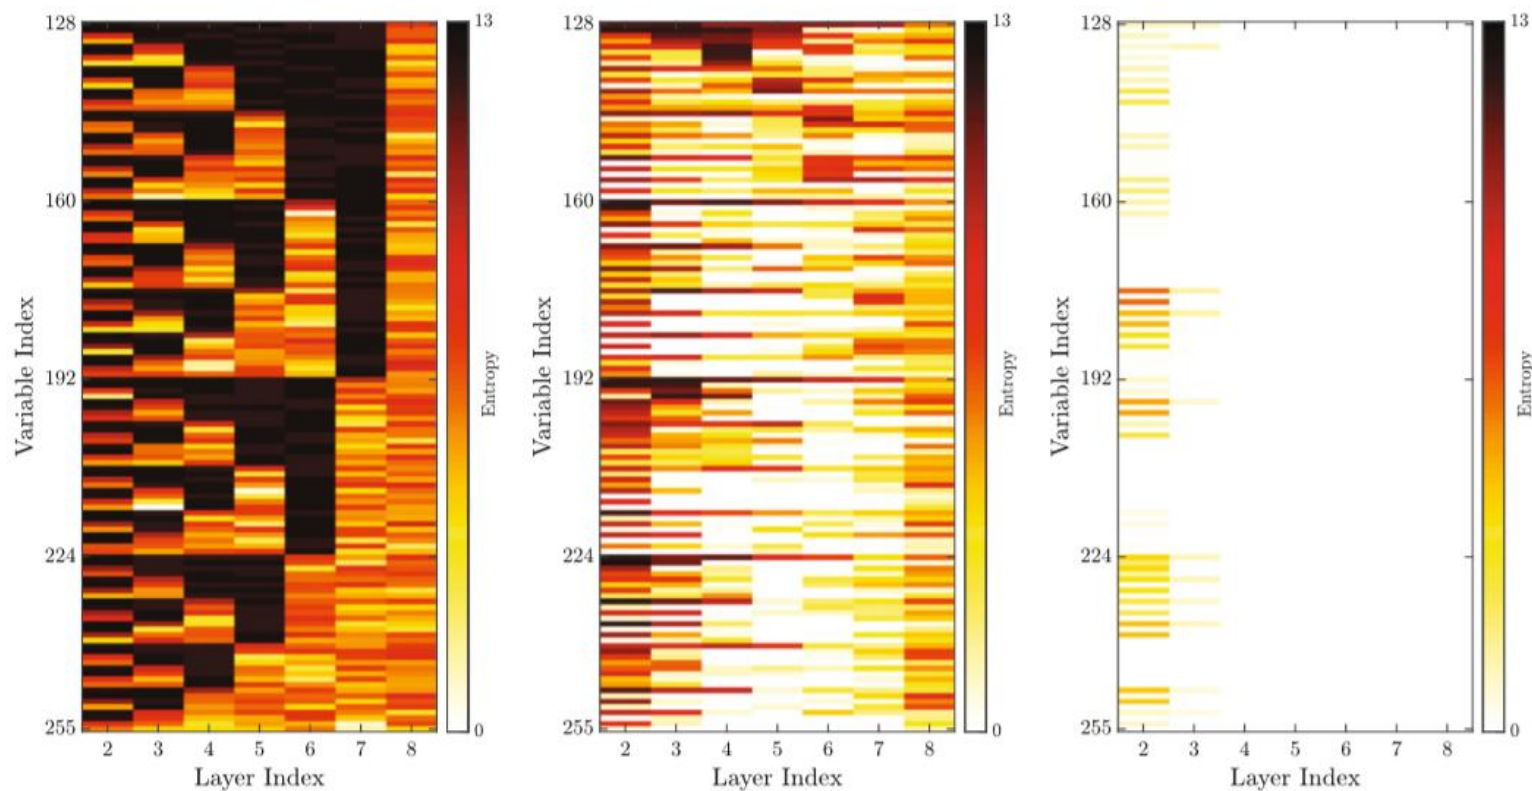 128
160
192
224
255
Variable Index
2 3 4 5 6 7 8
Layer Index
13
0
Entropy
128
160
192
224
255
Variable Index
2 3 4 5 6 7 8
Layer Index
13
0
Entropy
128
160
192
224
255
Variable Index
2 3 4 5 6 7 8
Layer Index
13
0
Entropy